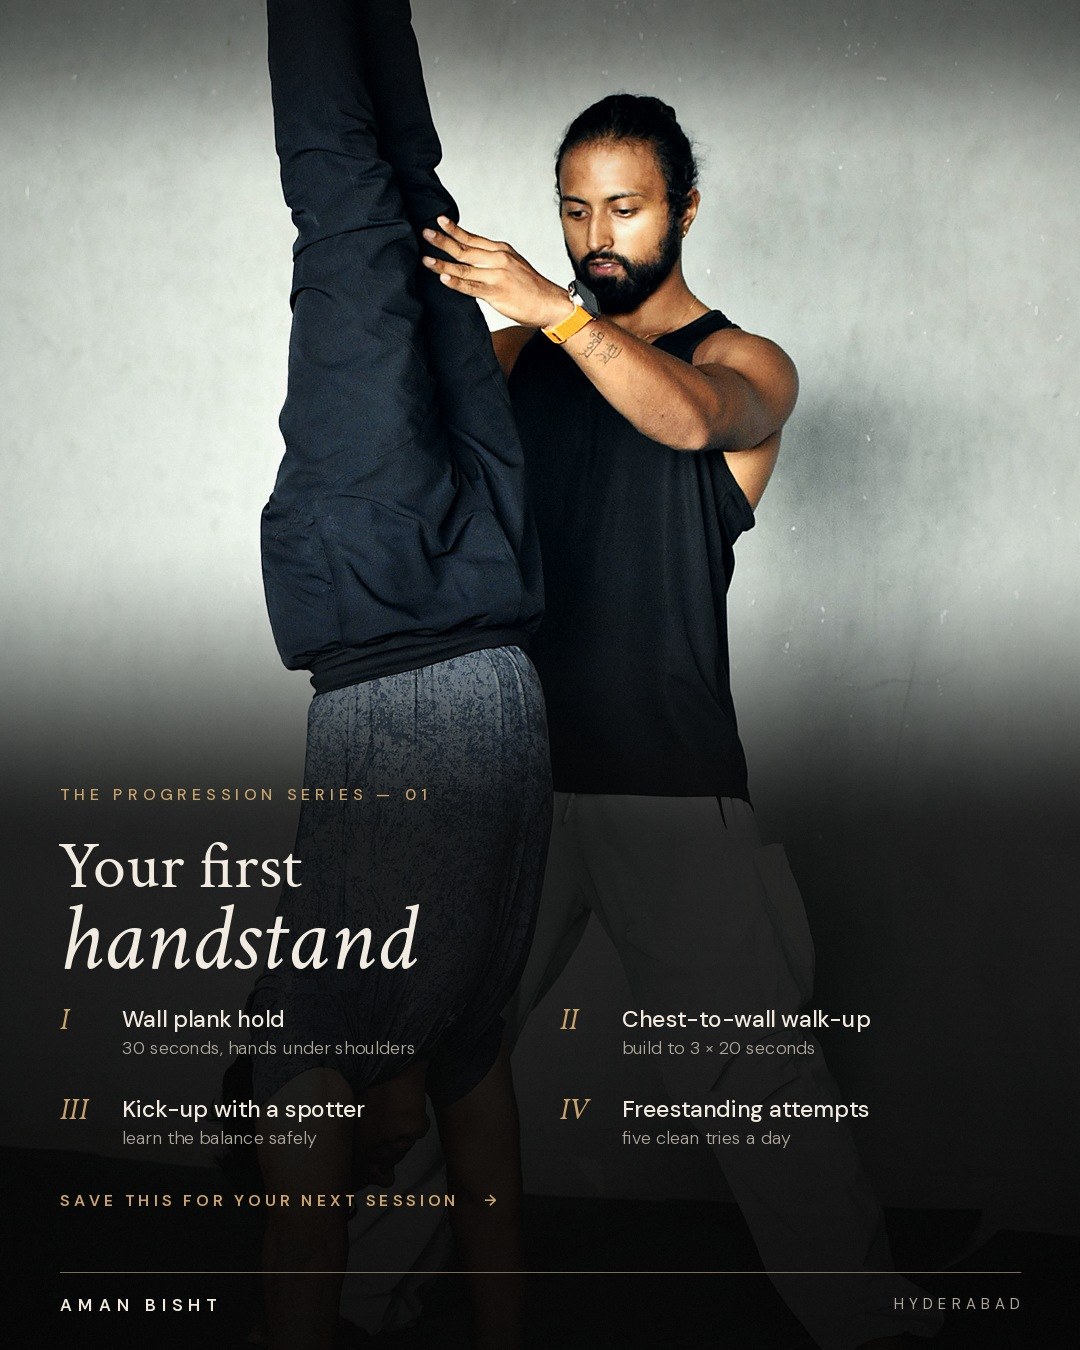 THE PROGRESSION SERIES — 01
Your first
handstand
I
Wall plank hold
30 seconds, hands under shoulders
II
Chest-to-wall walk-up
build to 3 × 20 seconds
III
Kick-up with a spotter
learn the balance safely
IV
Freestanding attempts
five clean tries a day
SAVE THIS FOR YOUR NEXT SESSION →
AMAN BISHT
HYDERABAD